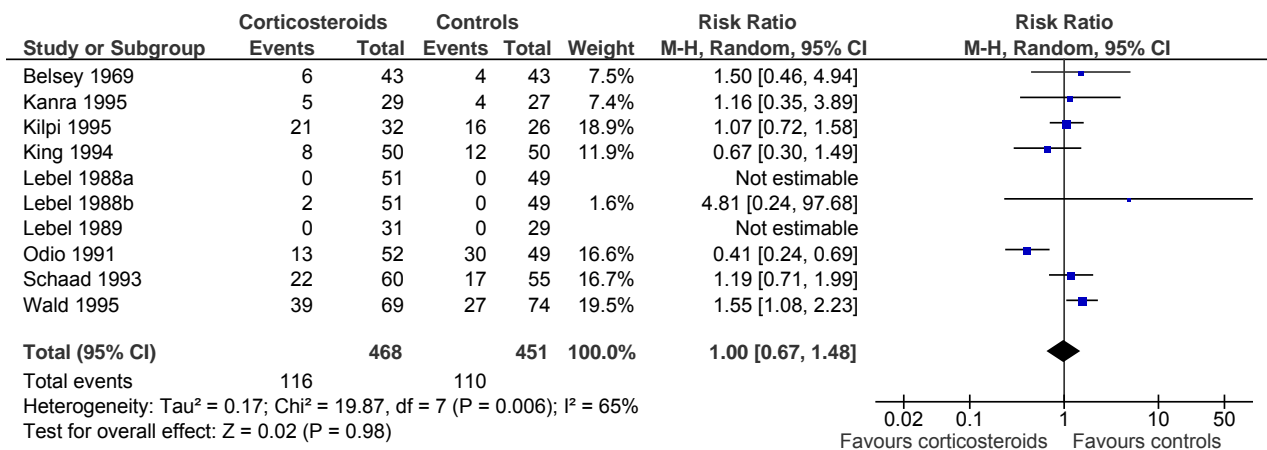 Corticosteroids Controls Risk Ratio Risk Ratio
Study or Subgroup Events Total Events Total Weight M-H, Random, 95% CI M-H, Random, 95% CI
Belsey 1969 6 43 4 43 7.5% 1.50 [0.46, 4.94]
Kanra 1995 5 29 4 27 7.4% 1.16 [0.35, 3.89]
Kilpi 1995 21 32 16 26 18.9% 1.07 [0.72, 1.58]
King 1994 8 50 12 50 11.9% 0.67 [0.30, 1.49]
Lebel 1988a 0 51 0 49 Not estimable
Lebel 1988b 2 51 0 49 1.6% 4.81 [0.24, 97.68]
Lebel 1989 0 31 0 29 Not estimable
Odio 1991 13 52 30 49 16.6% 0.41 [0.24, 0.69]
Schaad 1993 22 60 17 55 16.7% 1.19 [0.71, 1.99]
Wald 1995 39 69 27 74 19.5% 1.55 [1.08, 2.23]
Total (95% CI) 468 451 100.0% 1.00 [0.67, 1.48]
Total events 116 110
Heterogeneity: Tau² = 0.17; Chi² = 19.87, df = 7 (P = 0.006); I² = 65%
Test for overall effect: Z = 0.02 (P = 0.98)
0.02 0.1 1 10 50
Favours corticosteroids Favours controls